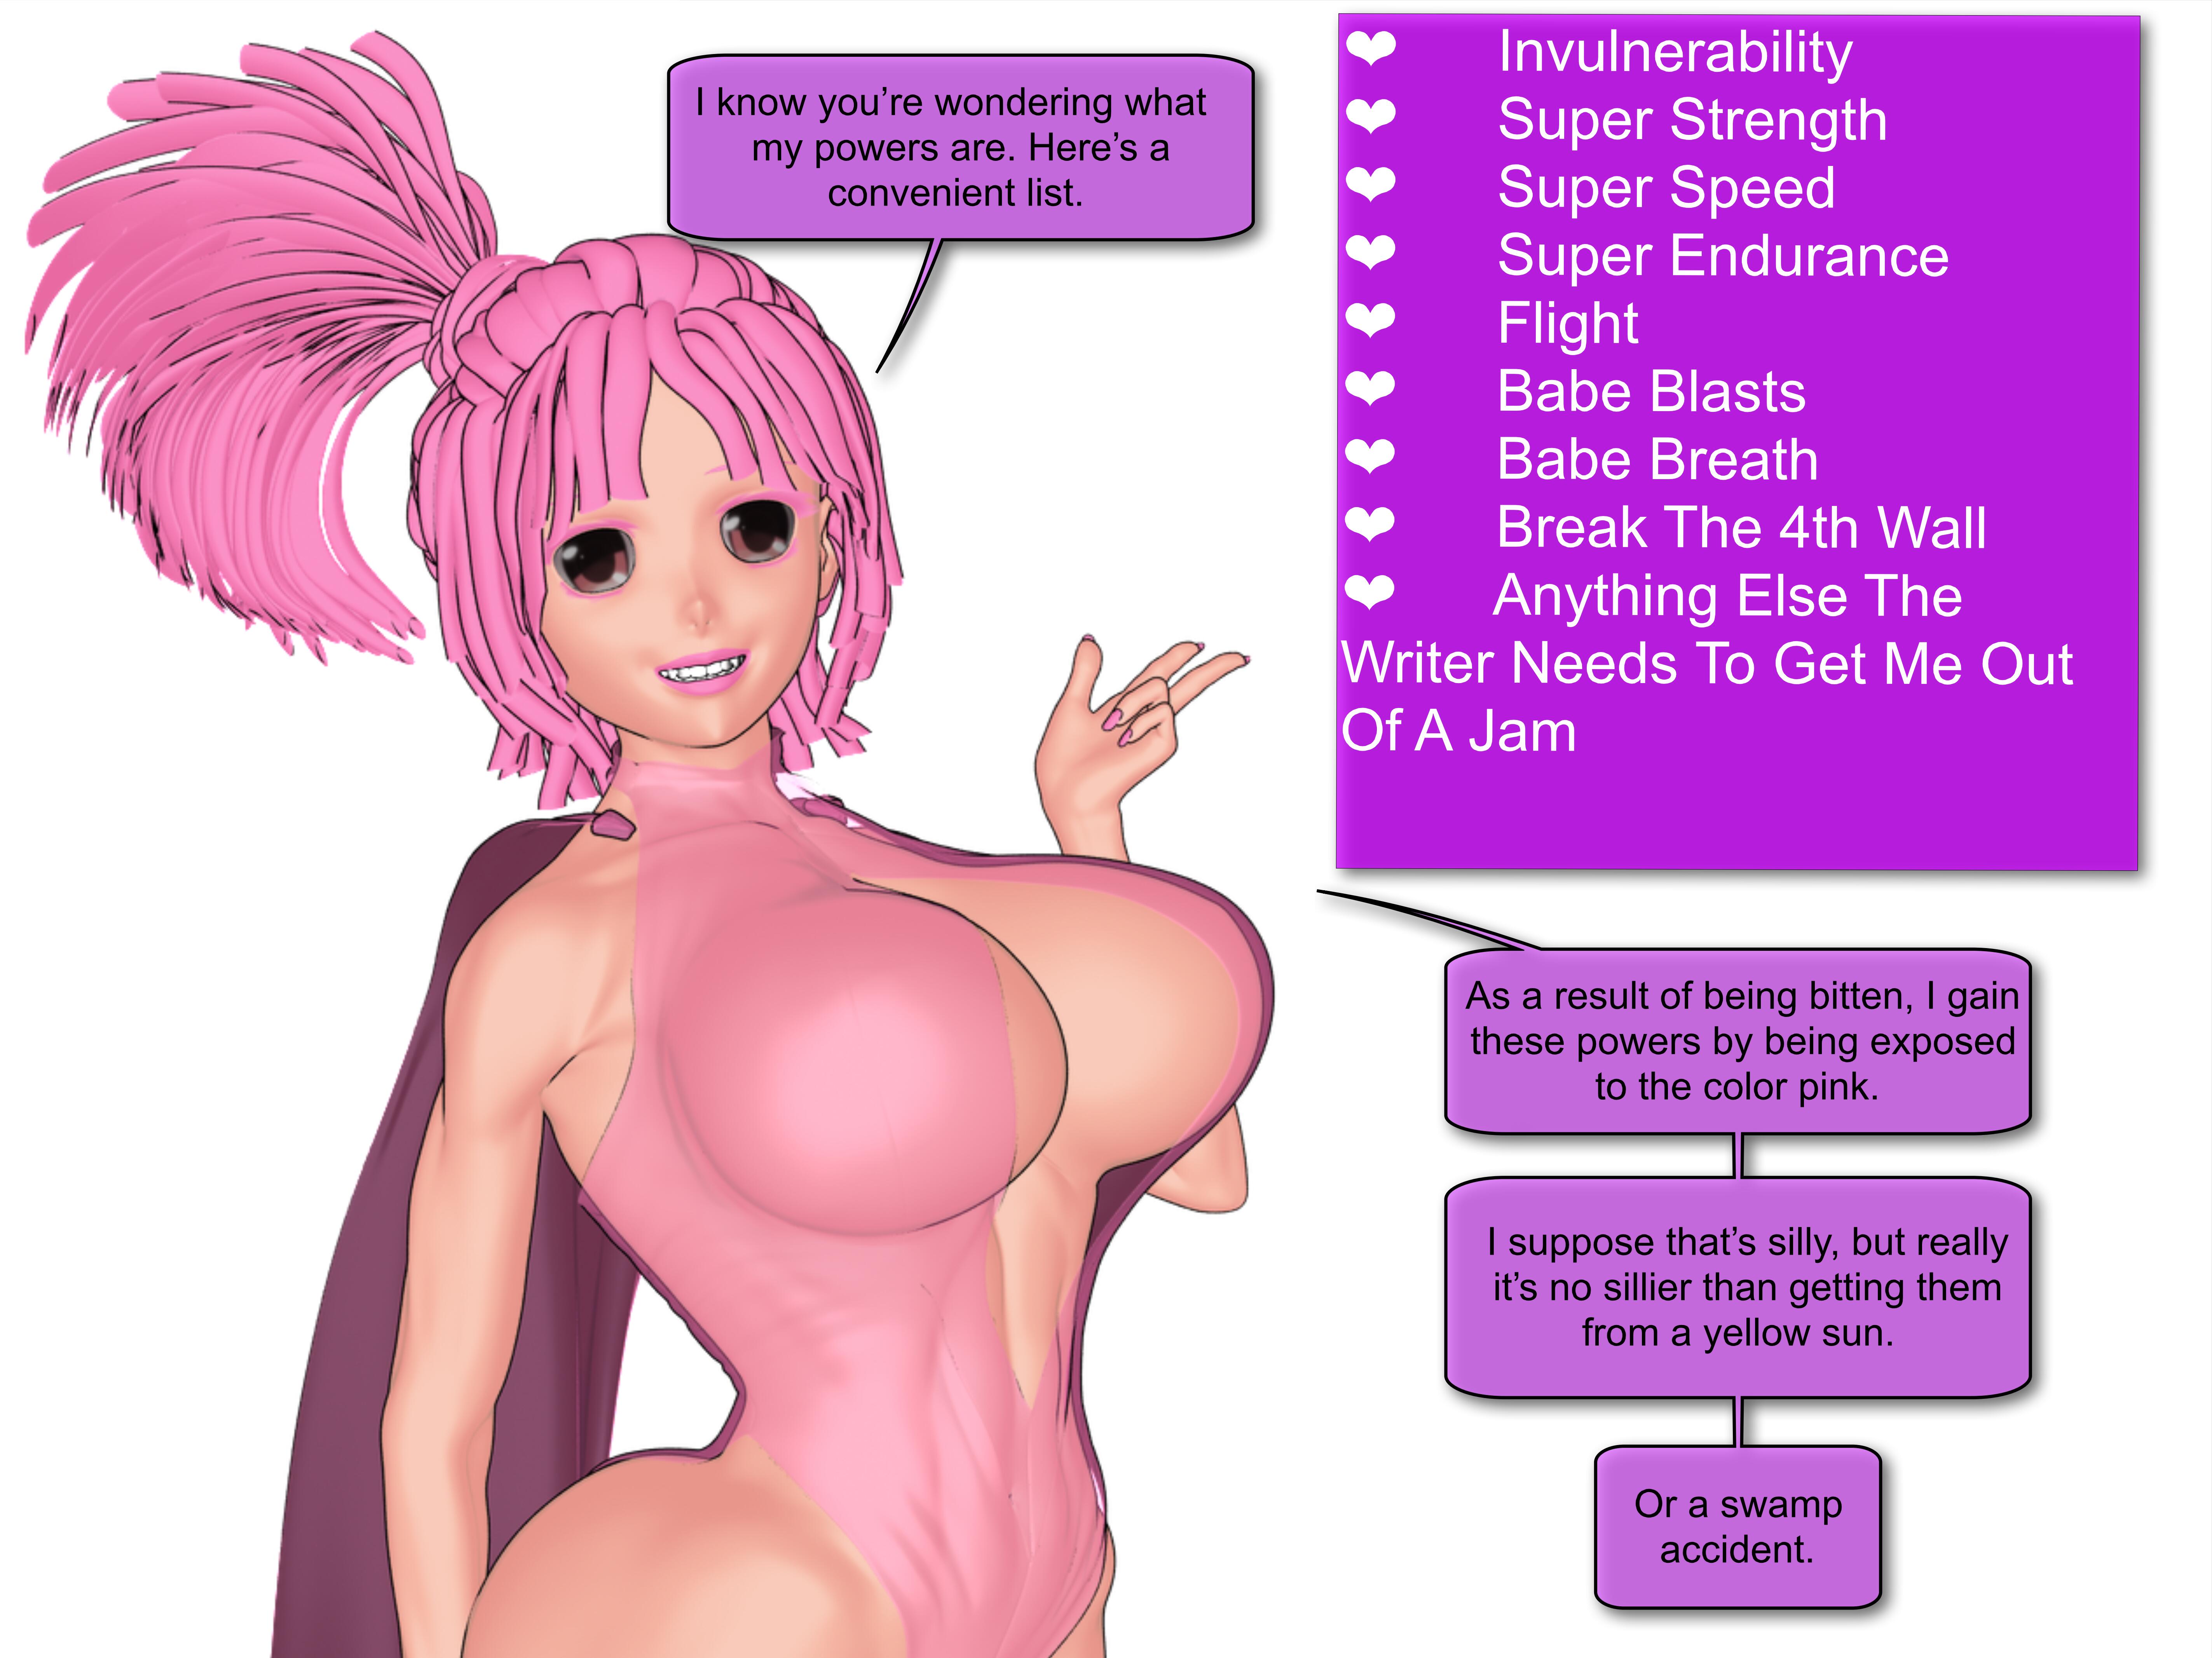 I know you’re wondering what
my powers are. Here’s a
convenient list.
❤ Invulnerability
❤ Super Strength
❤ Super Speed
❤ Super Endurance
❤ Flight
❤ Babe Blasts
❤ Babe Breath
❤ Break The 4th Wall
❤ Anything Else The
Writer Needs To Get Me Out
Of A Jam
As a result of being bitten, I gain
these powers by being exposed
to the color pink.
I suppose that’s silly, but really
it’s no sillier than getting them
from a yellow sun.
Or a swamp
accident.